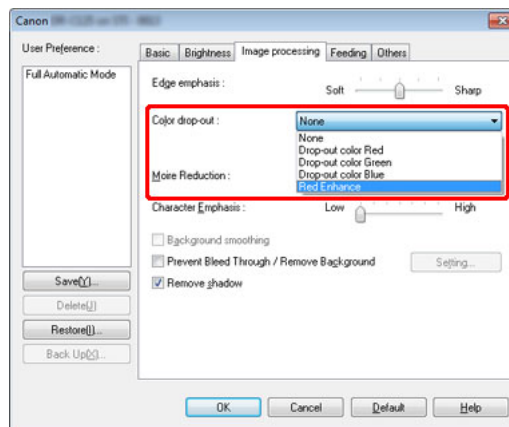 Canon
User Preference :
Full Automatic Mode
Save(Y)...
Delete(J)
Restore(I)...
Back Up(X)...
Basic
Brightness
Image processing
Feeding
Others
Edge emphasis :
Soft
Sharp
Color drop-out :
None
None
Drop-out color Red
Drop-out color Green
Drop-out color Blue
Red Enhance
Moire Reduction :
Character Emphasis :
Low
High
Background smoothing
Prevent Bleed Through / Remove Background
Setting...
Remove shadow
OK
Cancel
Default
Help